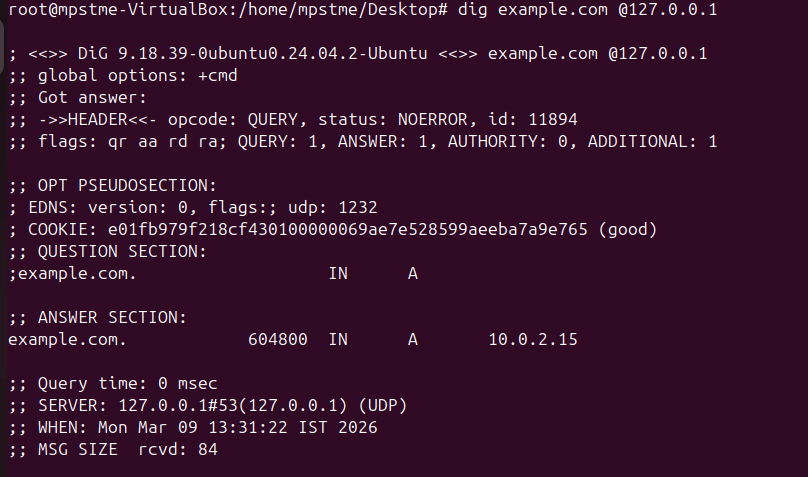 root@mpstme-VirtualBox:/home/mpstme/Desktop# dig example.com @127.0.0.1

; <<>> DiG 9.18.39-0ubuntu0.24.04.2-Ubuntu <<>> example.com @127.0.0.1
;; global options: +cmd
;; Got answer:
;; ->>HEADER<<- opcode: QUERY, status: NOERROR, id: 11894
;; flags: qr aa rd ra; QUERY: 1, ANSWER: 1, AUTHORITY: 0, ADDITIONAL: 1

;; OPT PSEUDOSECTION:
; EDNS: version: 0, flags:; udp: 1232
; COOKIE: e01fb979f218cf430100000069ae7e528599aeeba7a9e765 (good)
;; QUESTION SECTION:
;example.com. IN A

;; ANSWER SECTION:
example.com. 604800 IN A 10.0.2.15

;; Query time: 0 msec
;; SERVER: 127.0.0.1#53(127.0.0.1) (UDP)
;; WHEN: Mon Mar 09 13:31:22 IST 2026
;; MSG SIZE rcvd: 84